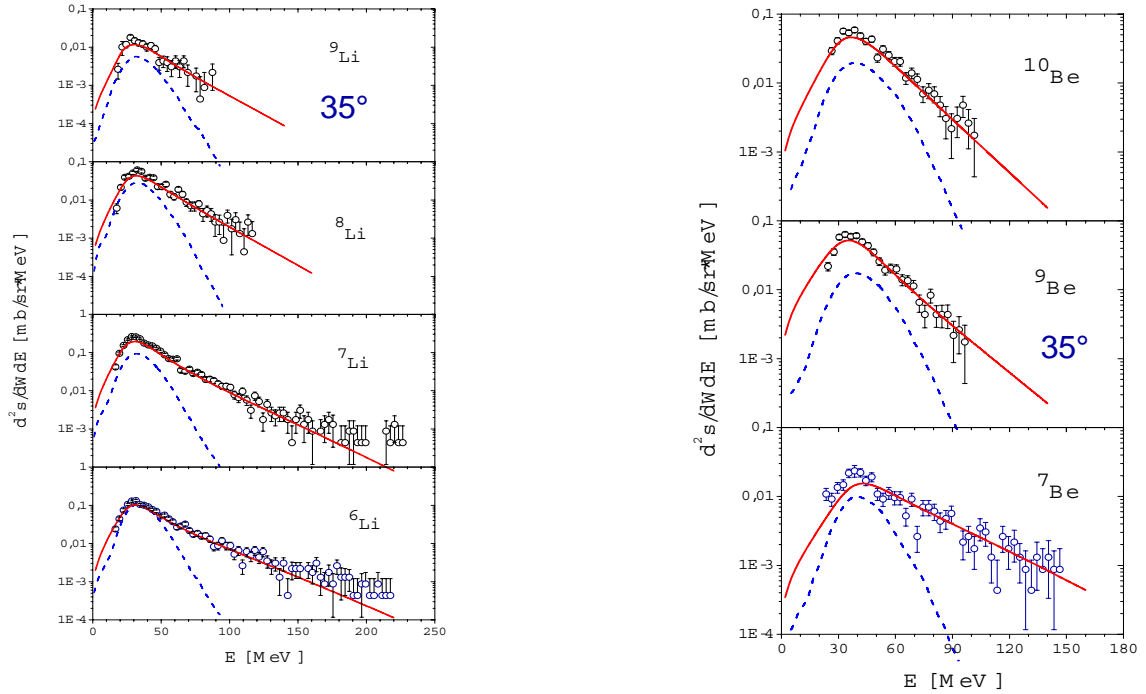 0,1
0,01
1E-3
1E-4
9Li
35°
0,1
0,01
1E-3
1E-4
8Li
1
0,1
0,01
1E-3
7Li
1
0,1
0,01
1E-3
1E-4
6Li
0 50 100 150 200 250
E [MeV]
d²s/dWdE [mb/sr*MeV]
0,1
0,01
1E-3
10Be
0,1
0,01
1E-3
9Be
35°
0,1
0,01
1E-3
1E-4
7Be
0 30 60 90 120 150 180
E [MeV]
d²s/dWdE [mb/sr*MeV]